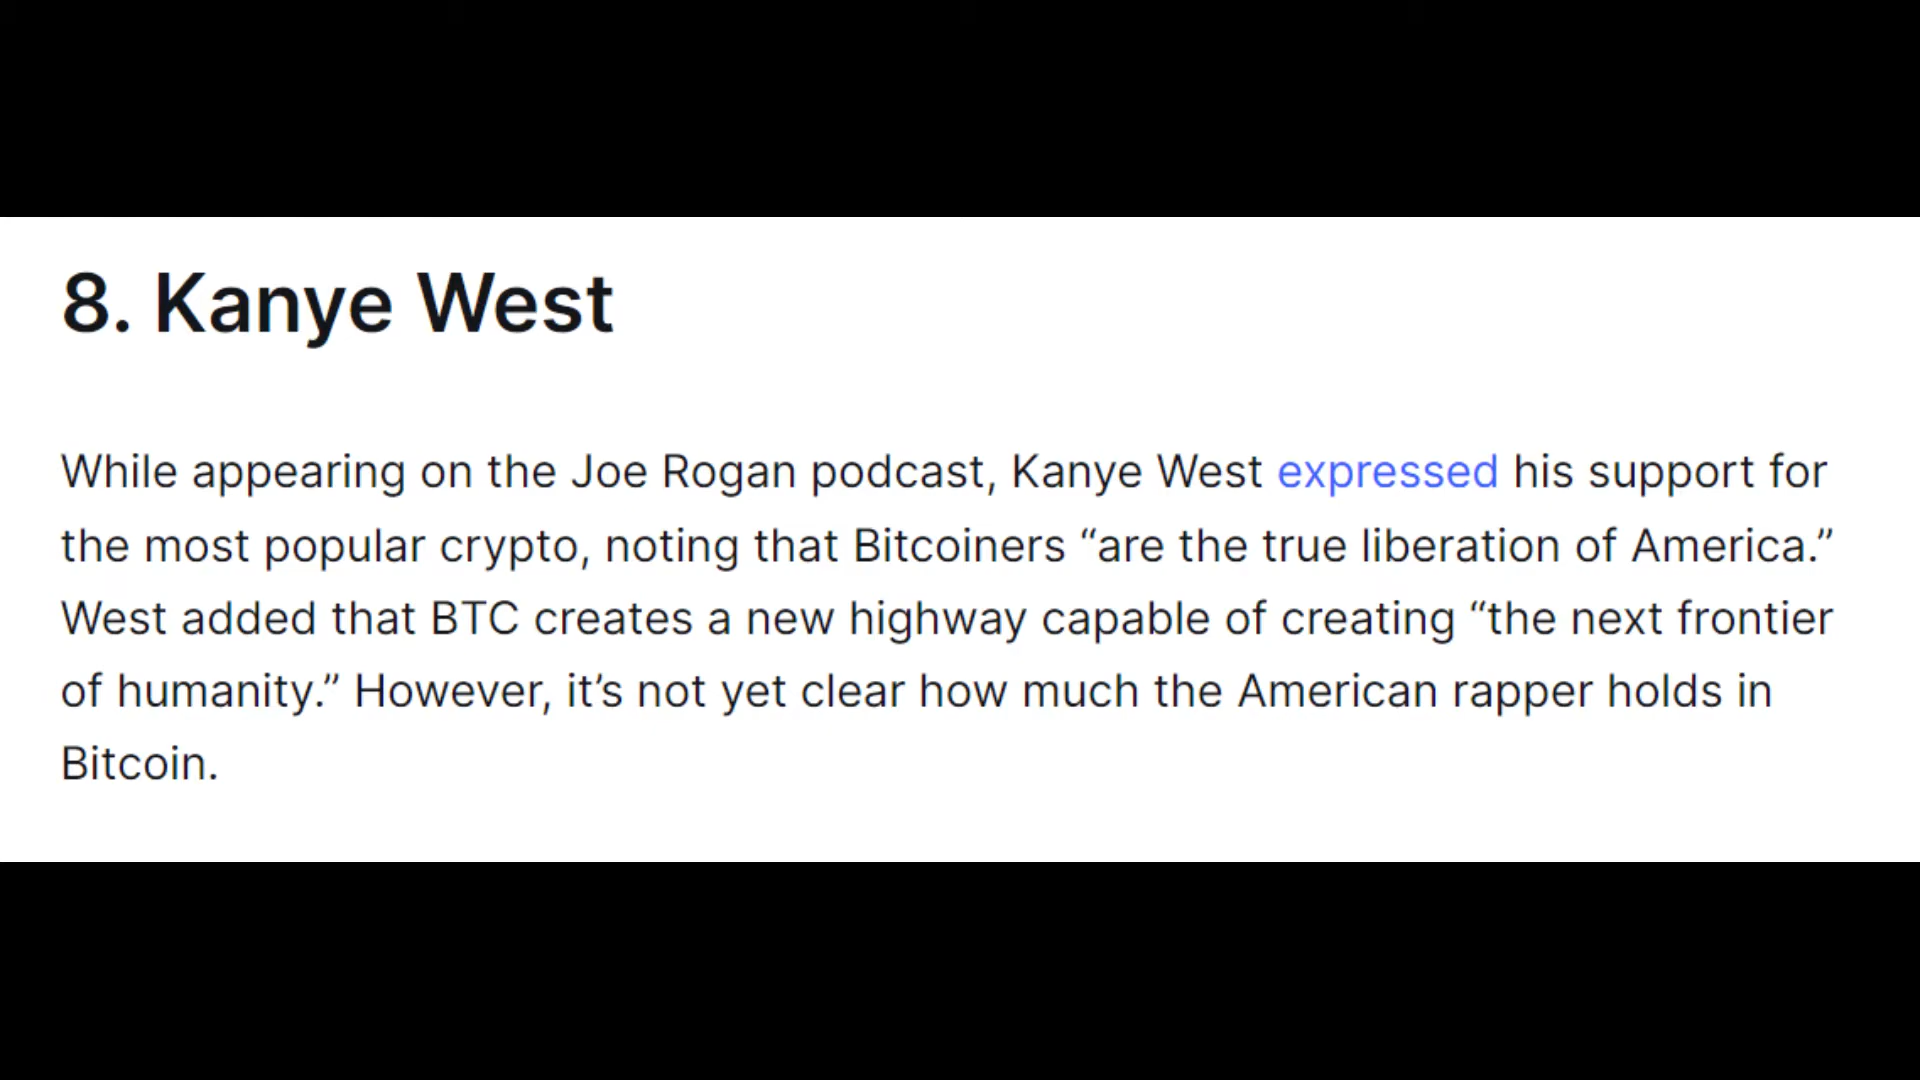 8. Kanye West
While appearing on the Joe Rogan podcast, Kanye West expressed his support for
the most popular crypto, noting that Bitcoiners “are the true liberation of America.”
West added that BTC creates a new highway capable of creating “the next frontier
of humanity.” However, it’s not yet clear how much the American rapper holds in
Bitcoin.